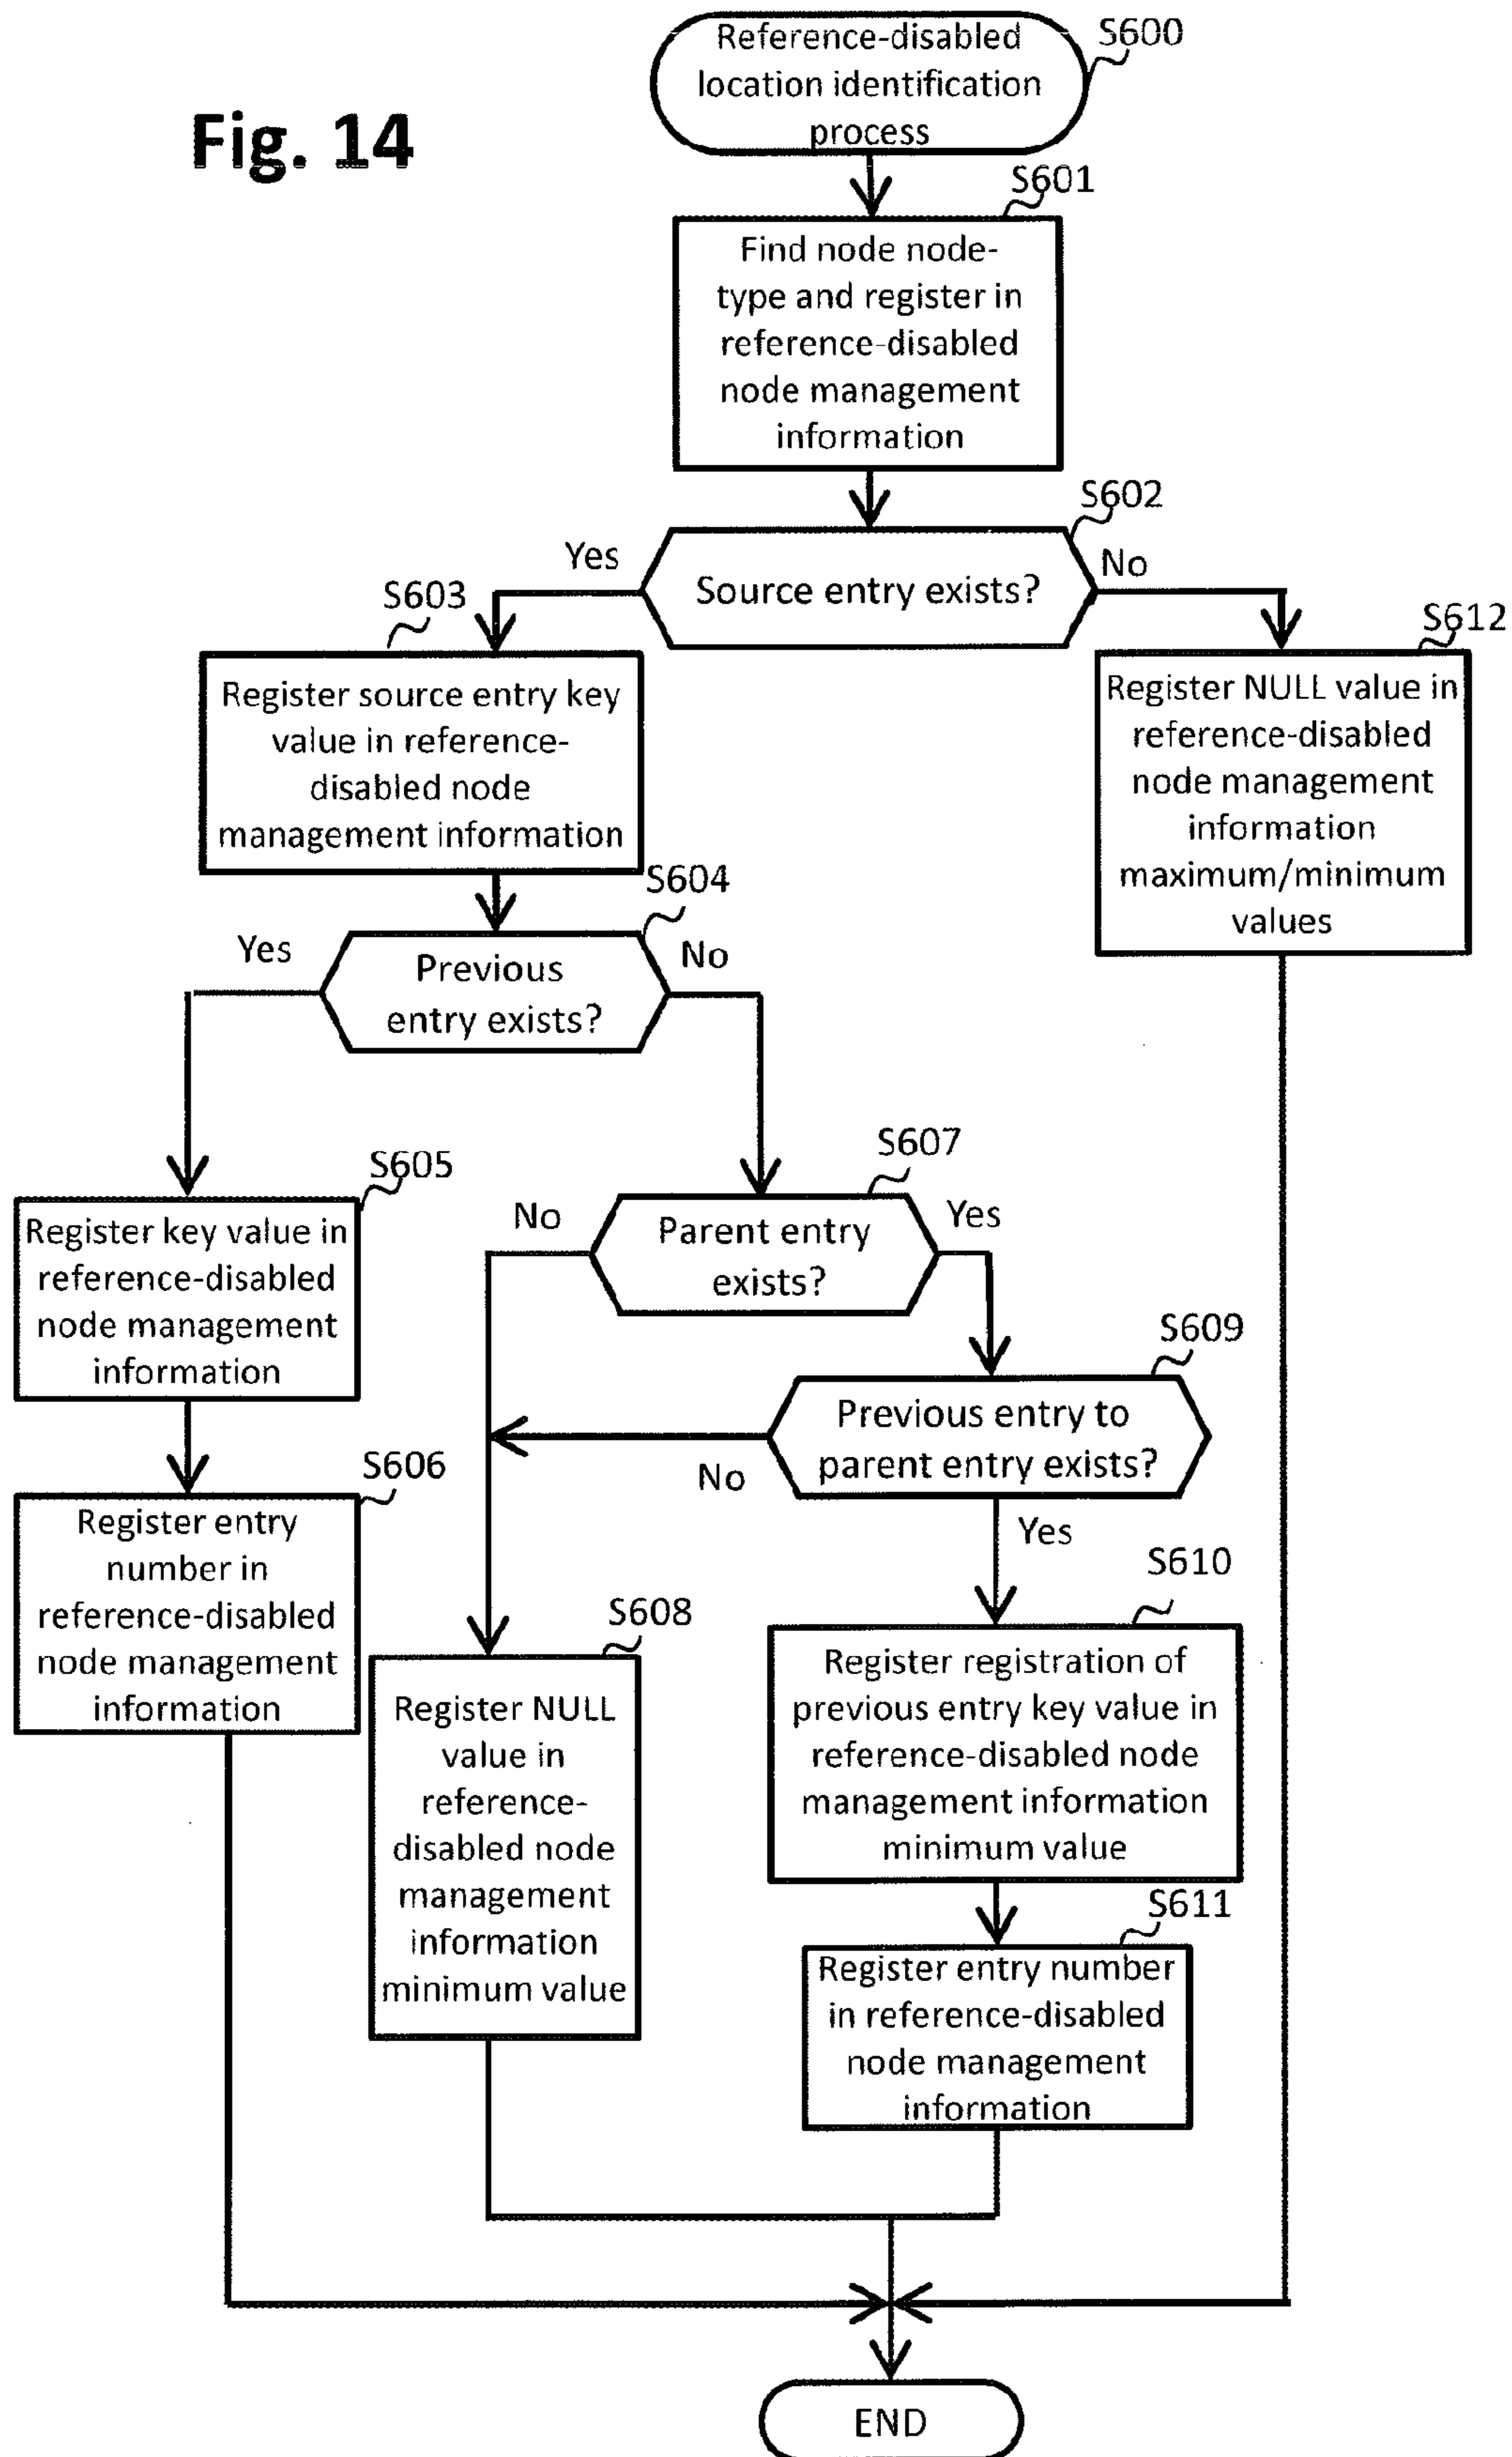 Fig. 14
Reference-disabled
location identification
process
S600
S601
Find node node-
type and register in
reference-disabled
node management
information
S602
Source entry exists?
Yes
No
S603
Register source entry key
value in reference-
disabled node
management information
S612
Register NULL value in
reference-disabled
node management
information
maximum/minimum
values
S604
Previous
entry exists?
Yes
No
S605
Register key value in
reference-disabled
node management
information
S607
Parent entry
exists?
No
Yes
S609
Previous entry to
parent entry exists?
No
Yes
S606
Register entry
number in
reference-disabled
node management
information
S608
Register NULL
value in
reference-
disabled node
management
information
minimum value
S610
Register registration of
previous entry key value in
reference-disabled node
management information
minimum value
S611
Register entry number
in reference-disabled
node management
information
END